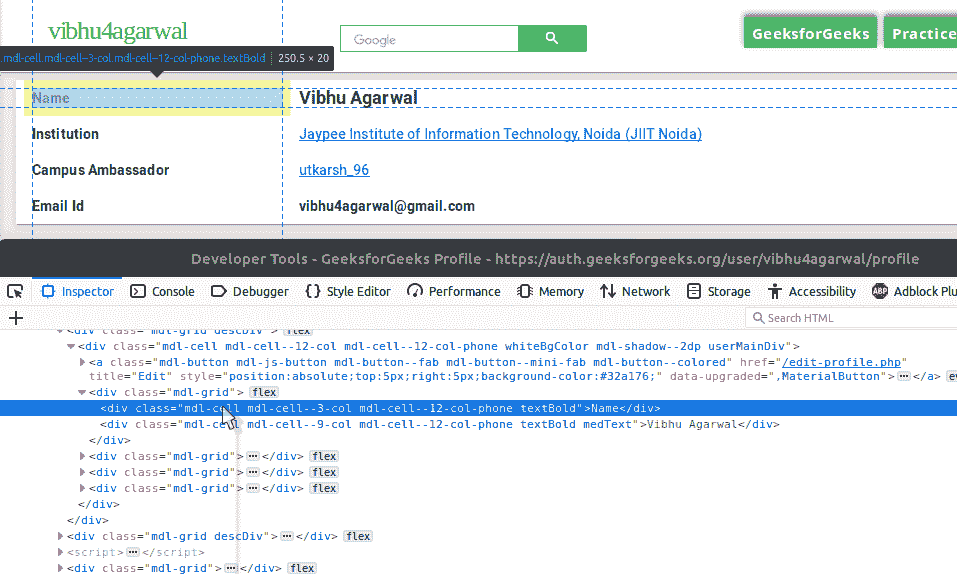 vibhu4agarwal
Google
GeeksforGeeks
Practice
.mdl-cell.mdl-cell--3-col.mdl-cell--12-col-phone.textBold | 250.5 × 20
Name Vibhu Agarwal
Institution Jaypee Institute of Information Technology, Noida (JIIT Noida)
Campus Ambassador utkarsh_96
Email Id vibhu4agarwal@gmail.com
Developer Tools - GeeksforGeeks Profile - https://auth.geeksforgeeks.org/user/vibhu4agarwal/profile
Inspector Console Debugger {} Style Editor Performance Memory Network Storage Accessibility ABP Adblock Plu
+ Search HTML
<div class="mdl-grid descDiv"> flex
<div class="mdl-cell mdl-cell--12-col mdl-cell--12-col-phone whiteBgColor mdl-shadow--2dp userMainDiv">
<a class="mdl-button mdl-js-button mdl-button--fab mdl-button--mini-fab mdl-button--colored" href="/edit-profile.php"
title="Edit" style="position:absolute;top:5px;right:5px;background-color:#32a176;" data-upgraded=",MaterialButton">…</a> ev
<div class="mdl-grid"> flex
<div class="mdl-cell mdl-cell--3-col mdl-cell--12-col-phone textBold">Name</div>
<div class="mdl-cell mdl-cell--9-col mdl-cell--12-col-phone textBold medText">Vibhu Agarwal</div>
</div>
<div class="mdl-grid">…</div> flex
<div class="mdl-grid">…</div> flex
<div class="mdl-grid">…</div> flex
</div>
</div>
<div class="mdl-grid descDiv">…</div> flex
<script>…</script>
<div class="mdl-grid">…</div> flex